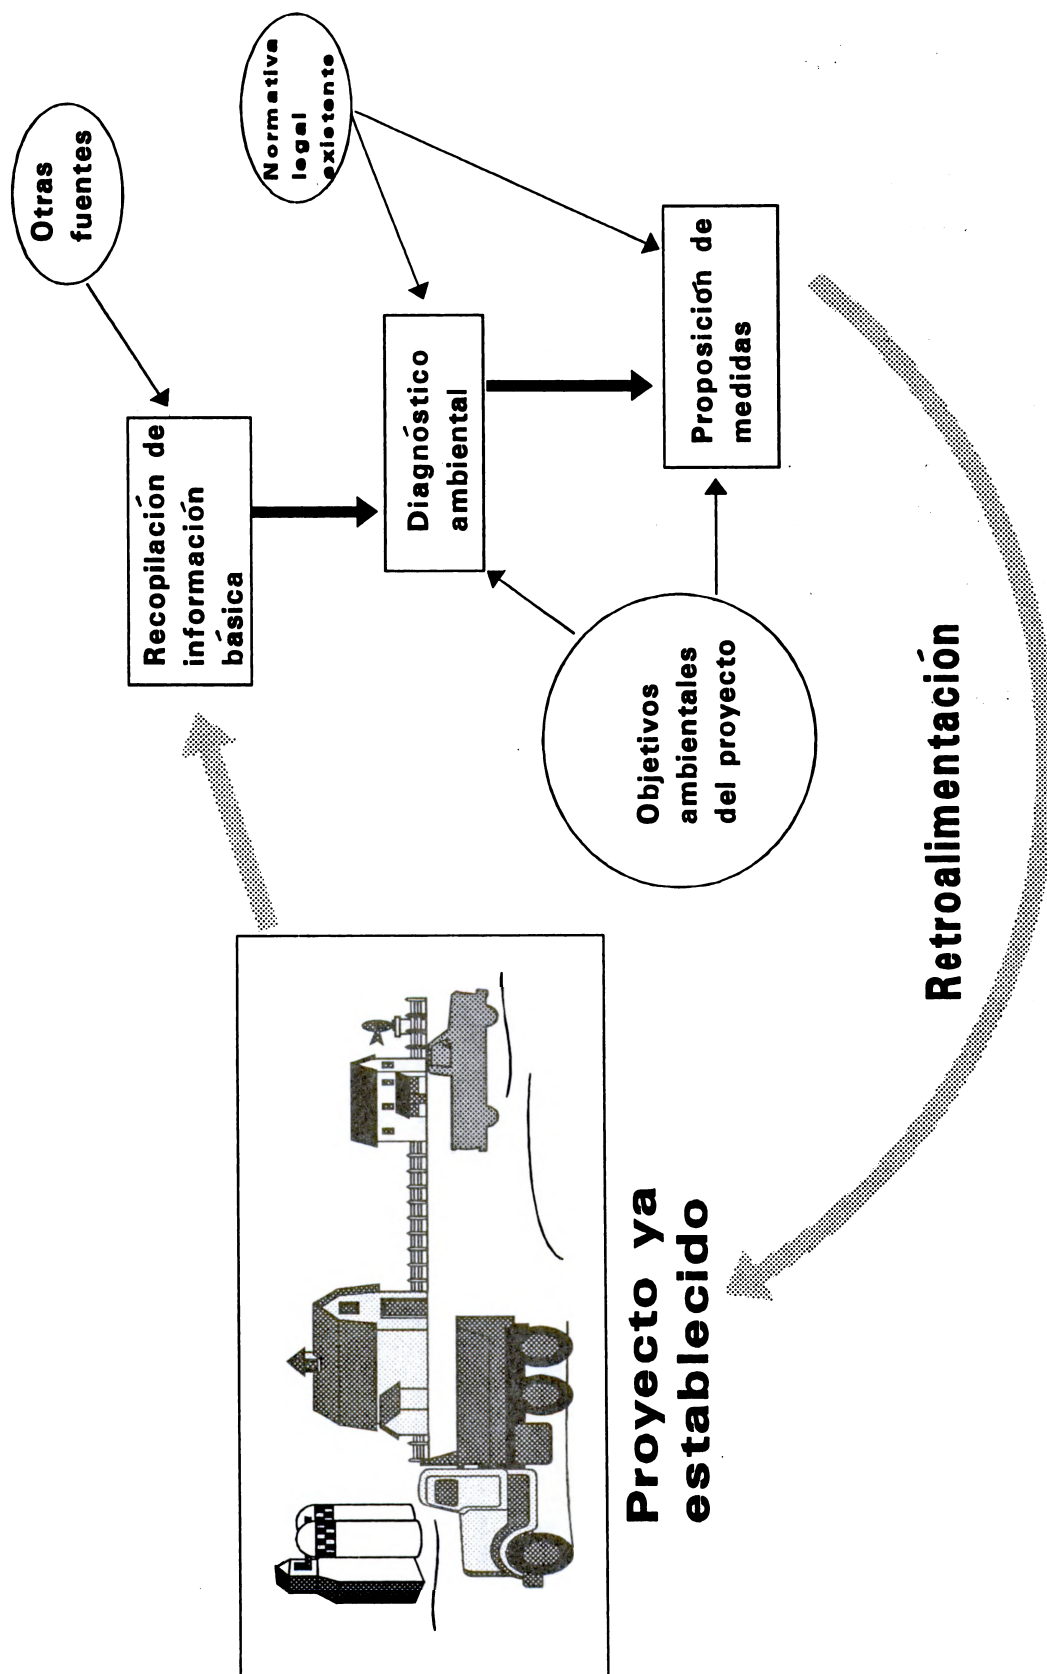 Otras
fuentes
Normativa
legal
existente
Recopilación de
información
básica
Diagnóstico
ambiental
Proposición de
medidas
Objetivos
ambientales
del proyecto
Proyecto ya
establecido
Retroalimentación